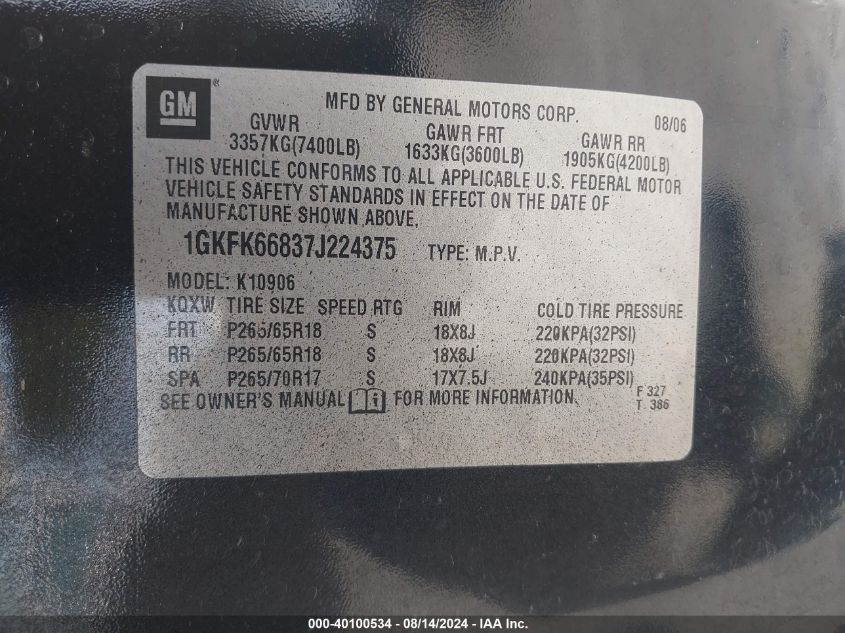 GM ®
MFD BY GENERAL MOTORS CORP. 08/06
GVWR GAWR FRT GAWR RR
3357KG(7400LB) 1633KG(3600LB) 1905KG(4200LB)
THIS VEHICLE CONFORMS TO ALL APPLICABLE U.S. FEDERAL MOTOR
VEHICLE SAFETY STANDARDS IN EFFECT ON THE DATE OF
MANUFACTURE SHOWN ABOVE.
1GKFK66837J224375 TYPE: M.P.V.
MODEL: K10906
KQXW TIRE SIZE SPEED RTG RIM COLD TIRE PRESSURE
FRT P265/65R18 S 18X8J 220KPA(32PSI)
RR P265/65R18 S 18X8J 220KPA(32PSI)
SPA P265/70R17 S 17X7.5J 240KPA(35PSI)
SEE OWNER'S MANUAL i FOR MORE INFORMATION.
F 327
T 386
000-40100534 - 08/14/2024 - IAAI Inc.